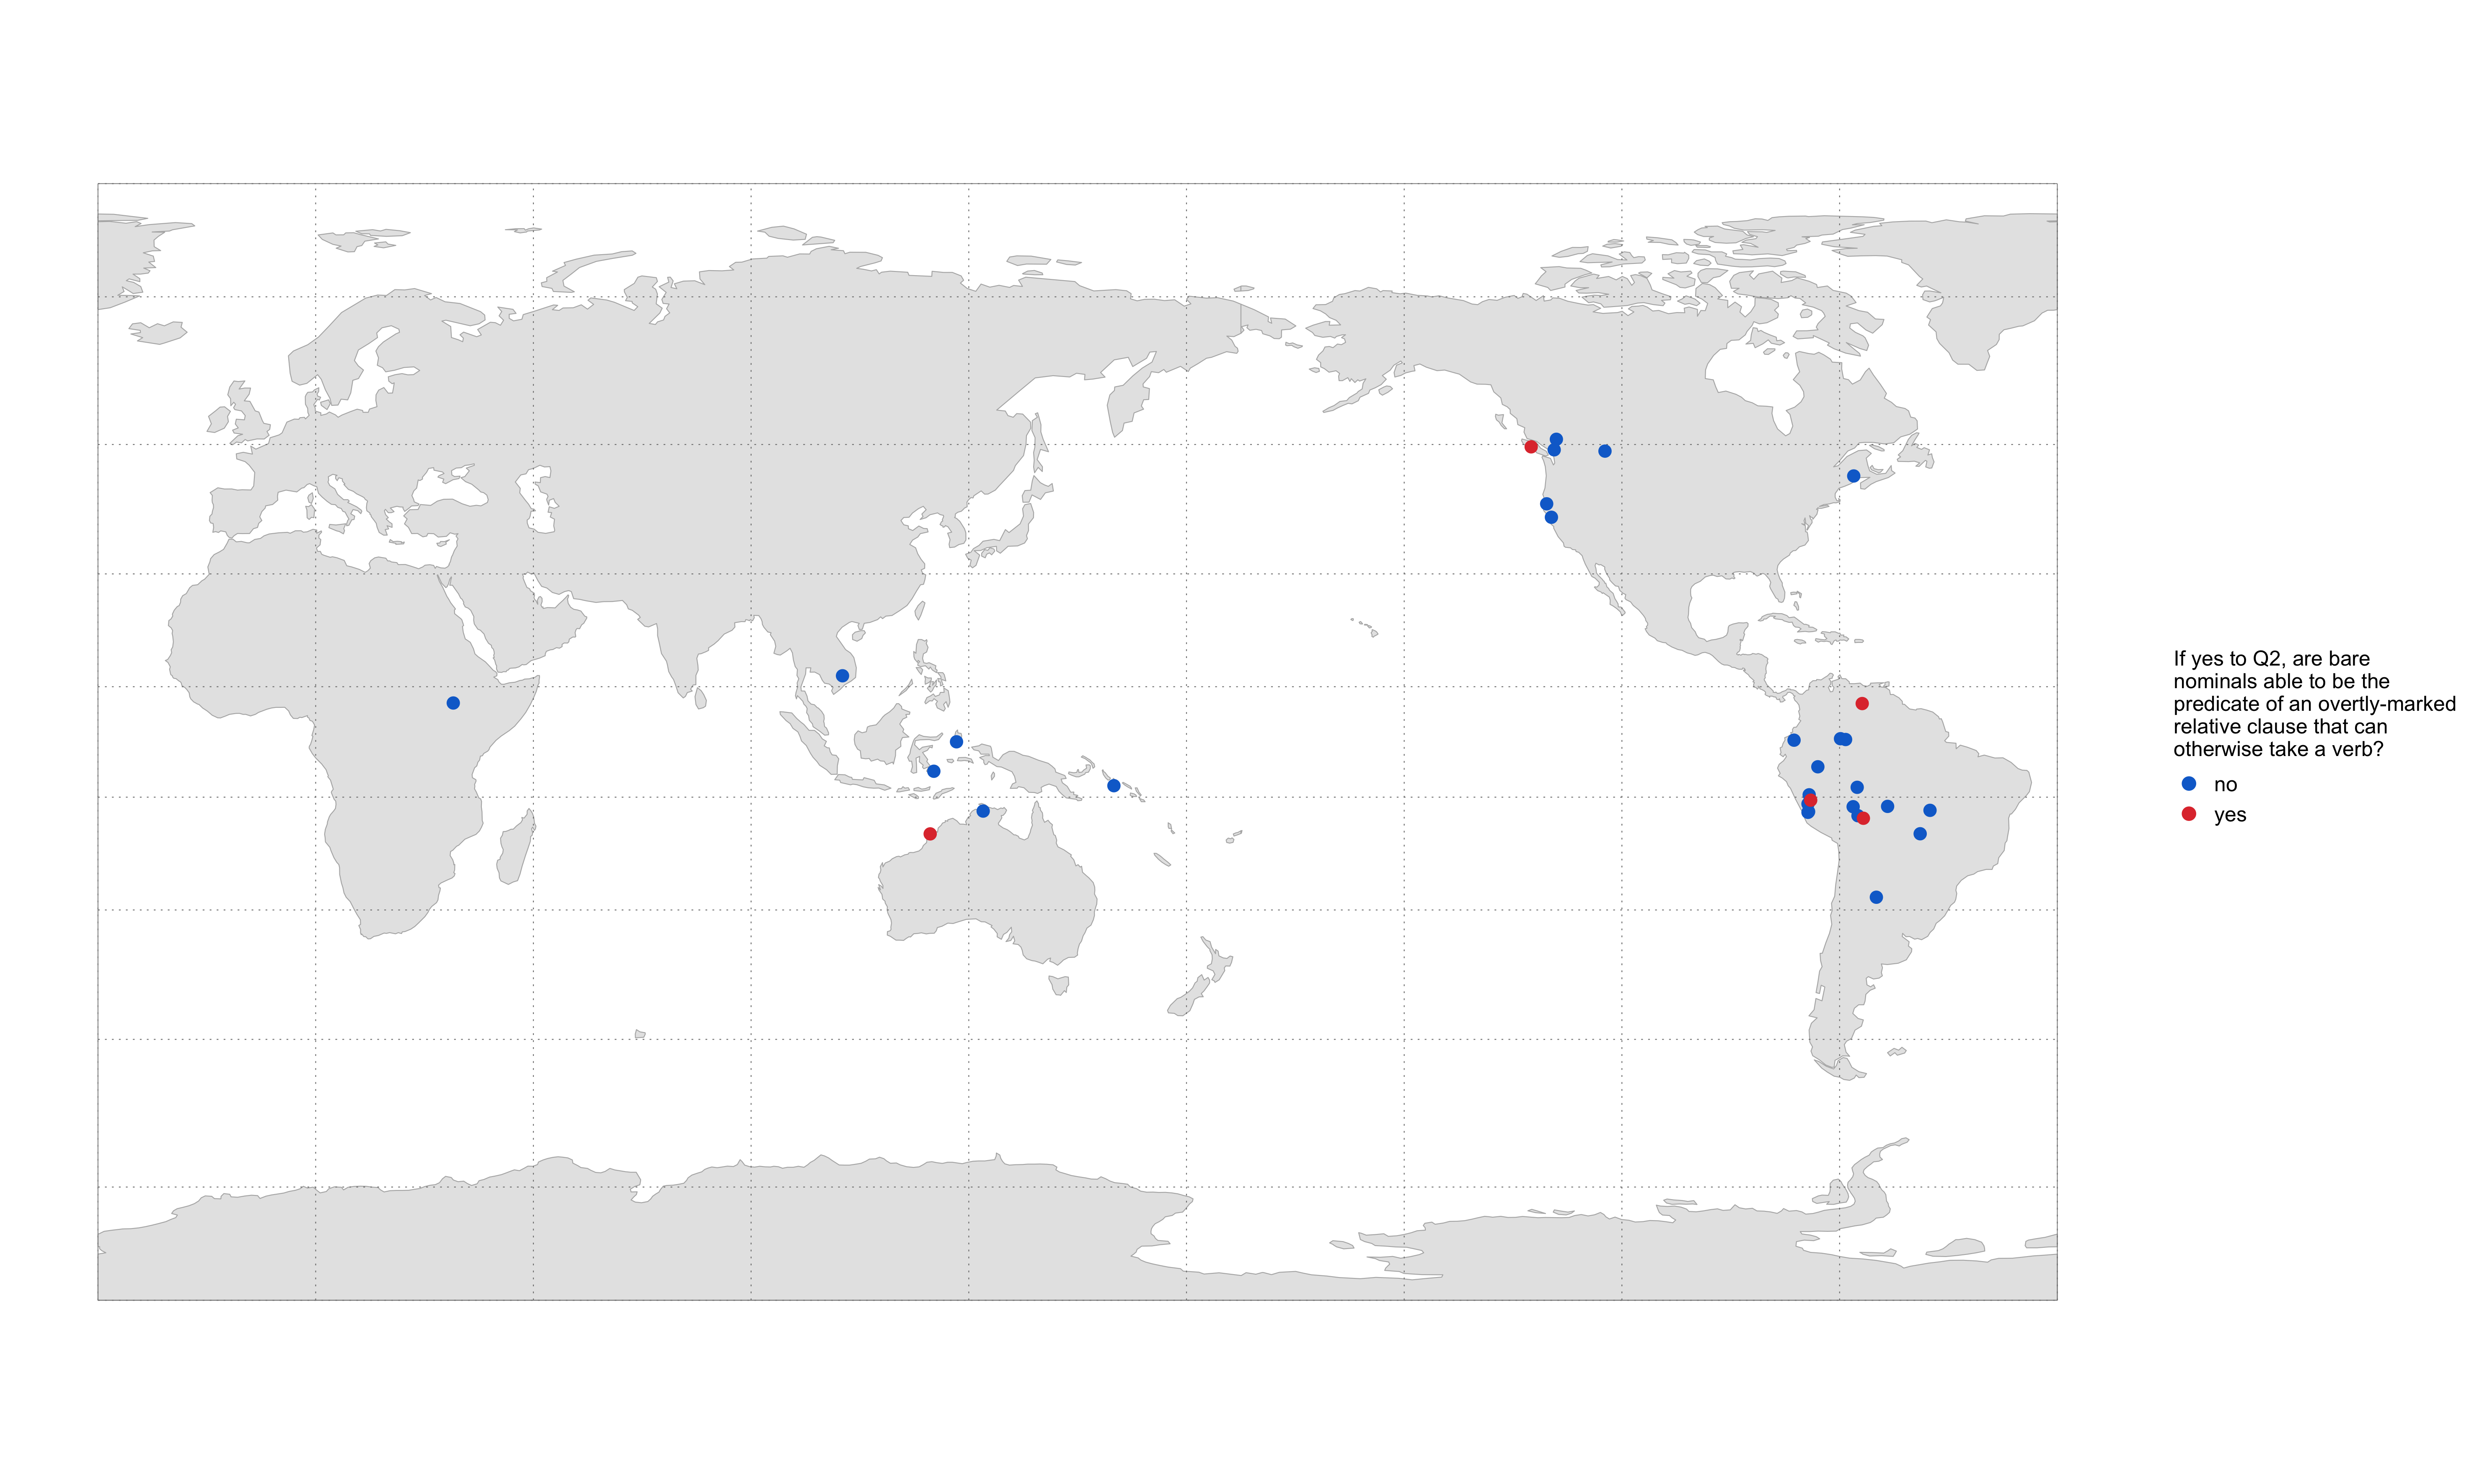 If yes to Q2, are bare
nominals able to be the
predicate of an overtly-marked
relative clause that can
otherwise take a verb?
no
yes